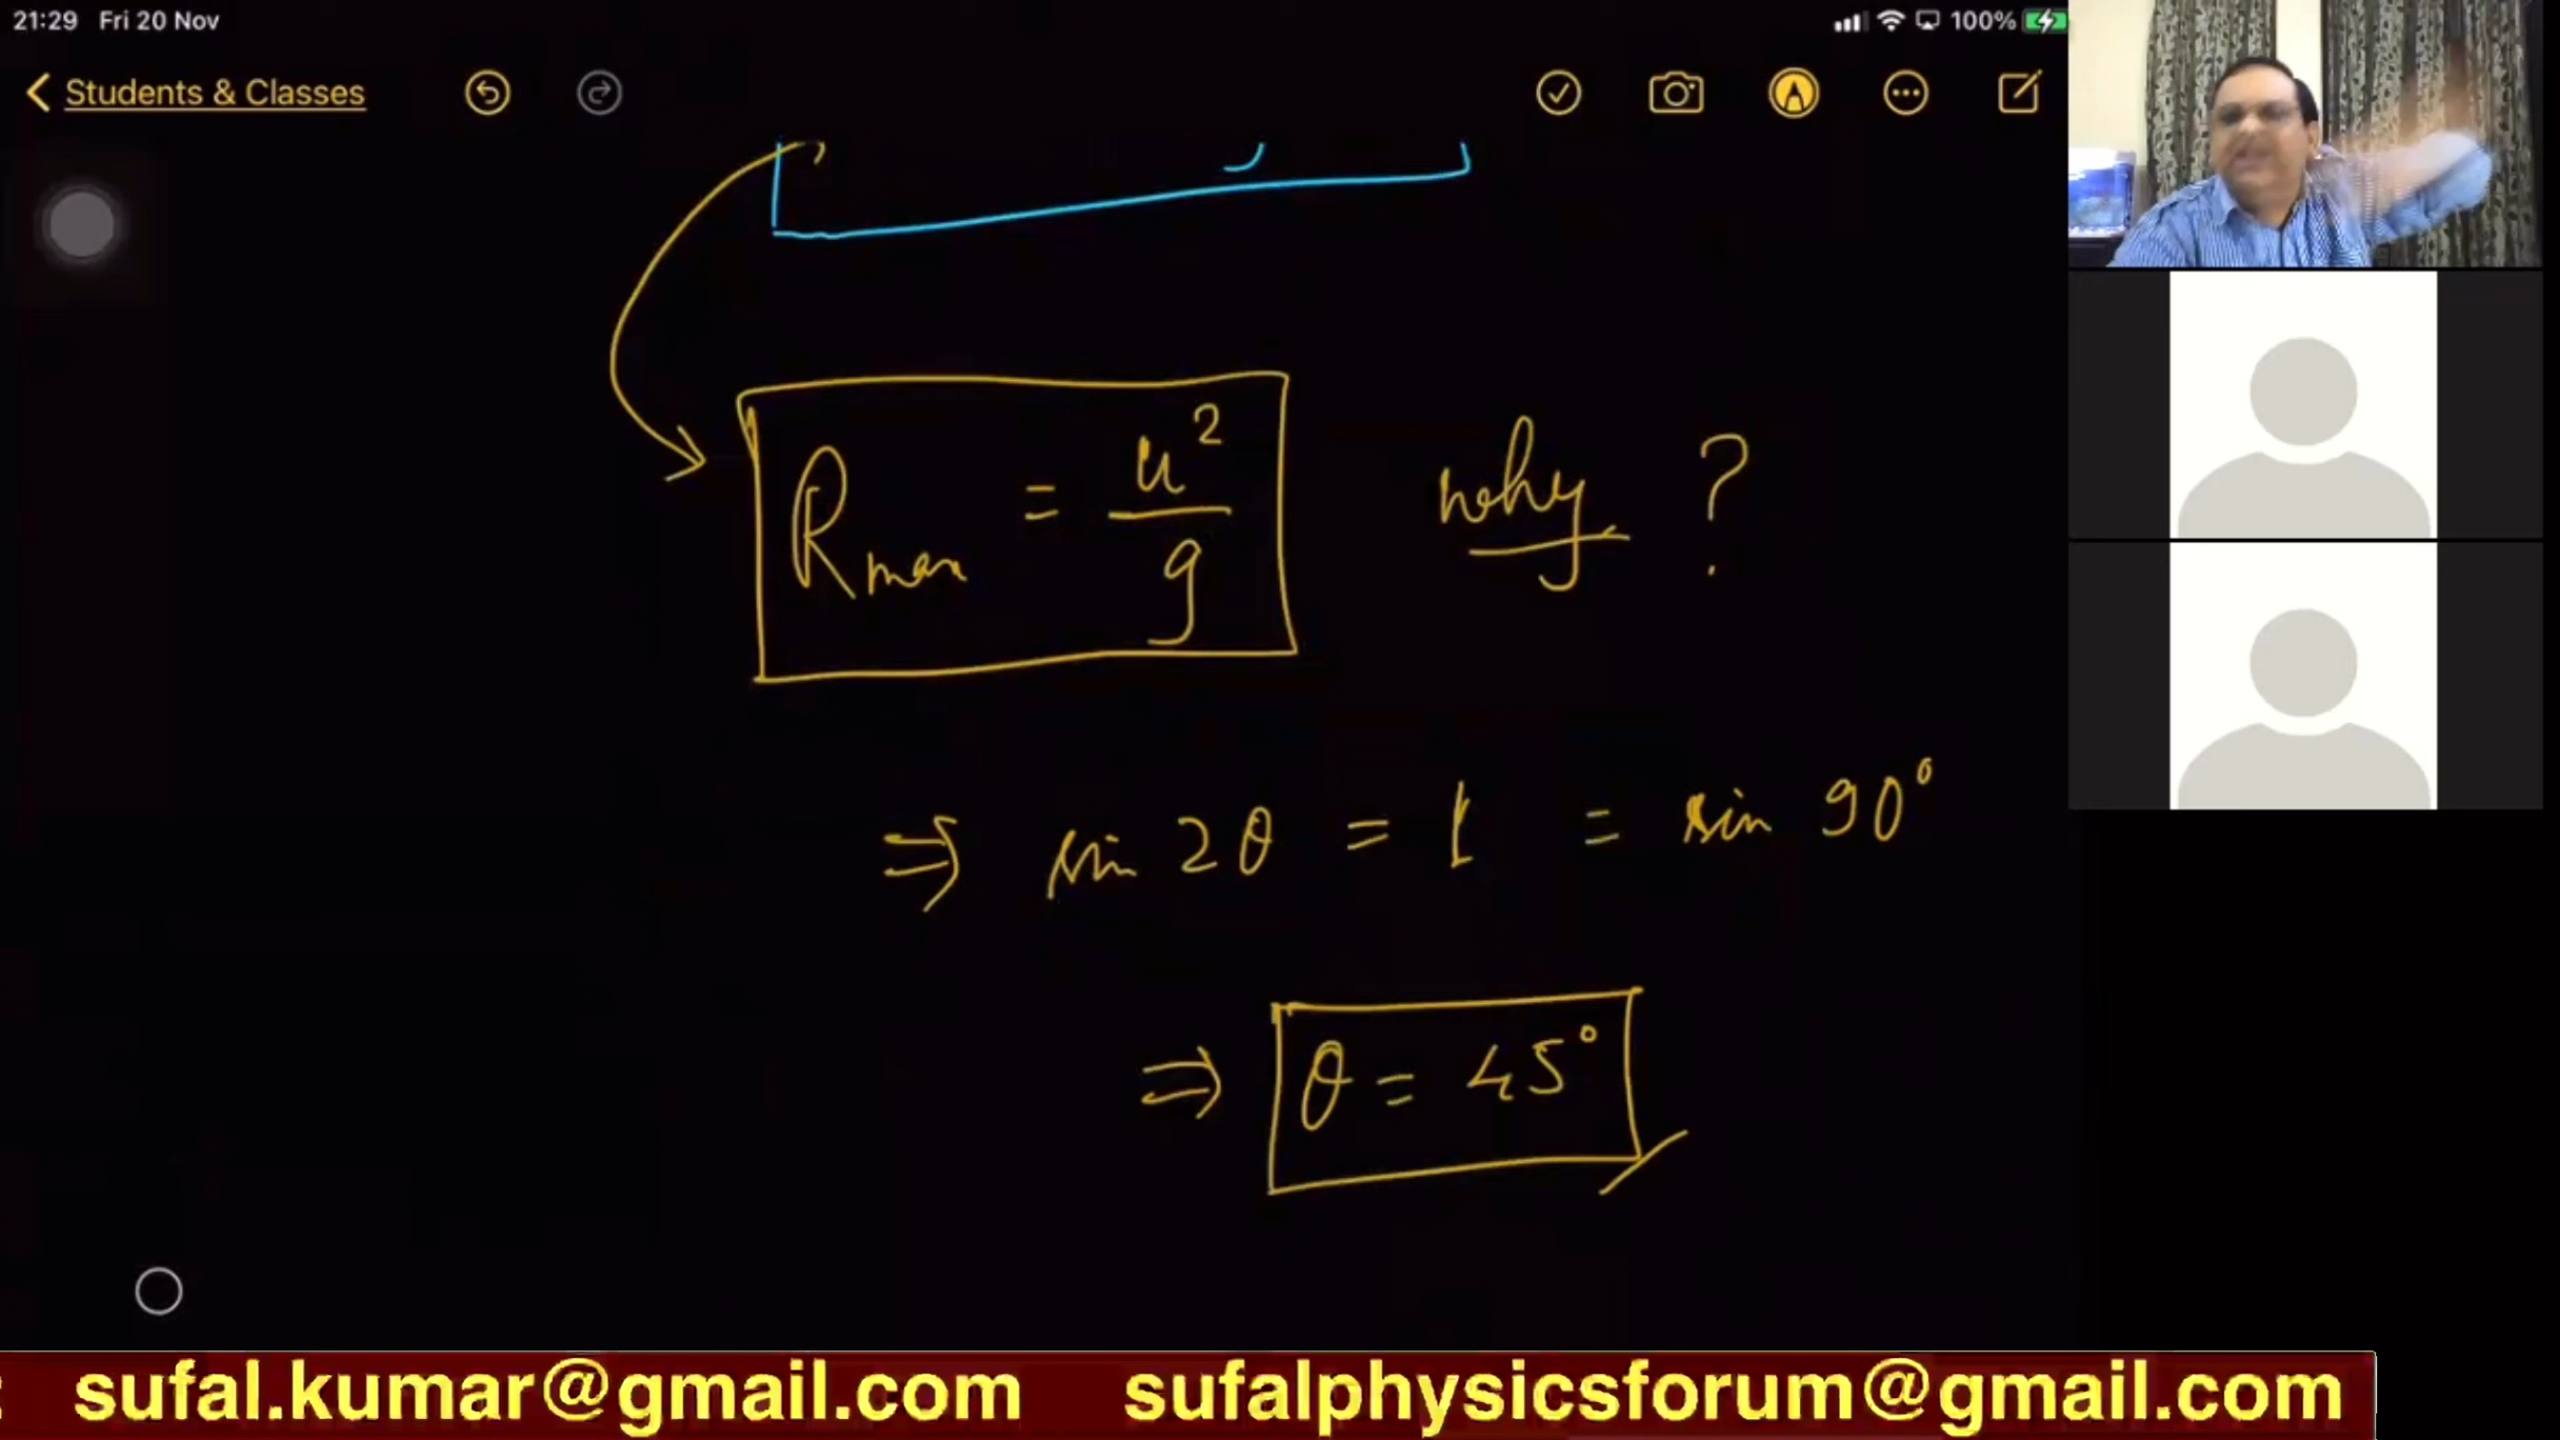 21:29 Fri 20 Nov 100%
Students & Classes
R max = u² / g why ?
⇒ sin 2θ = 1 = sin 90°
⇒ θ = 45°
sufal.kumar@gmail.com sufalphysicsforum@gmail.com